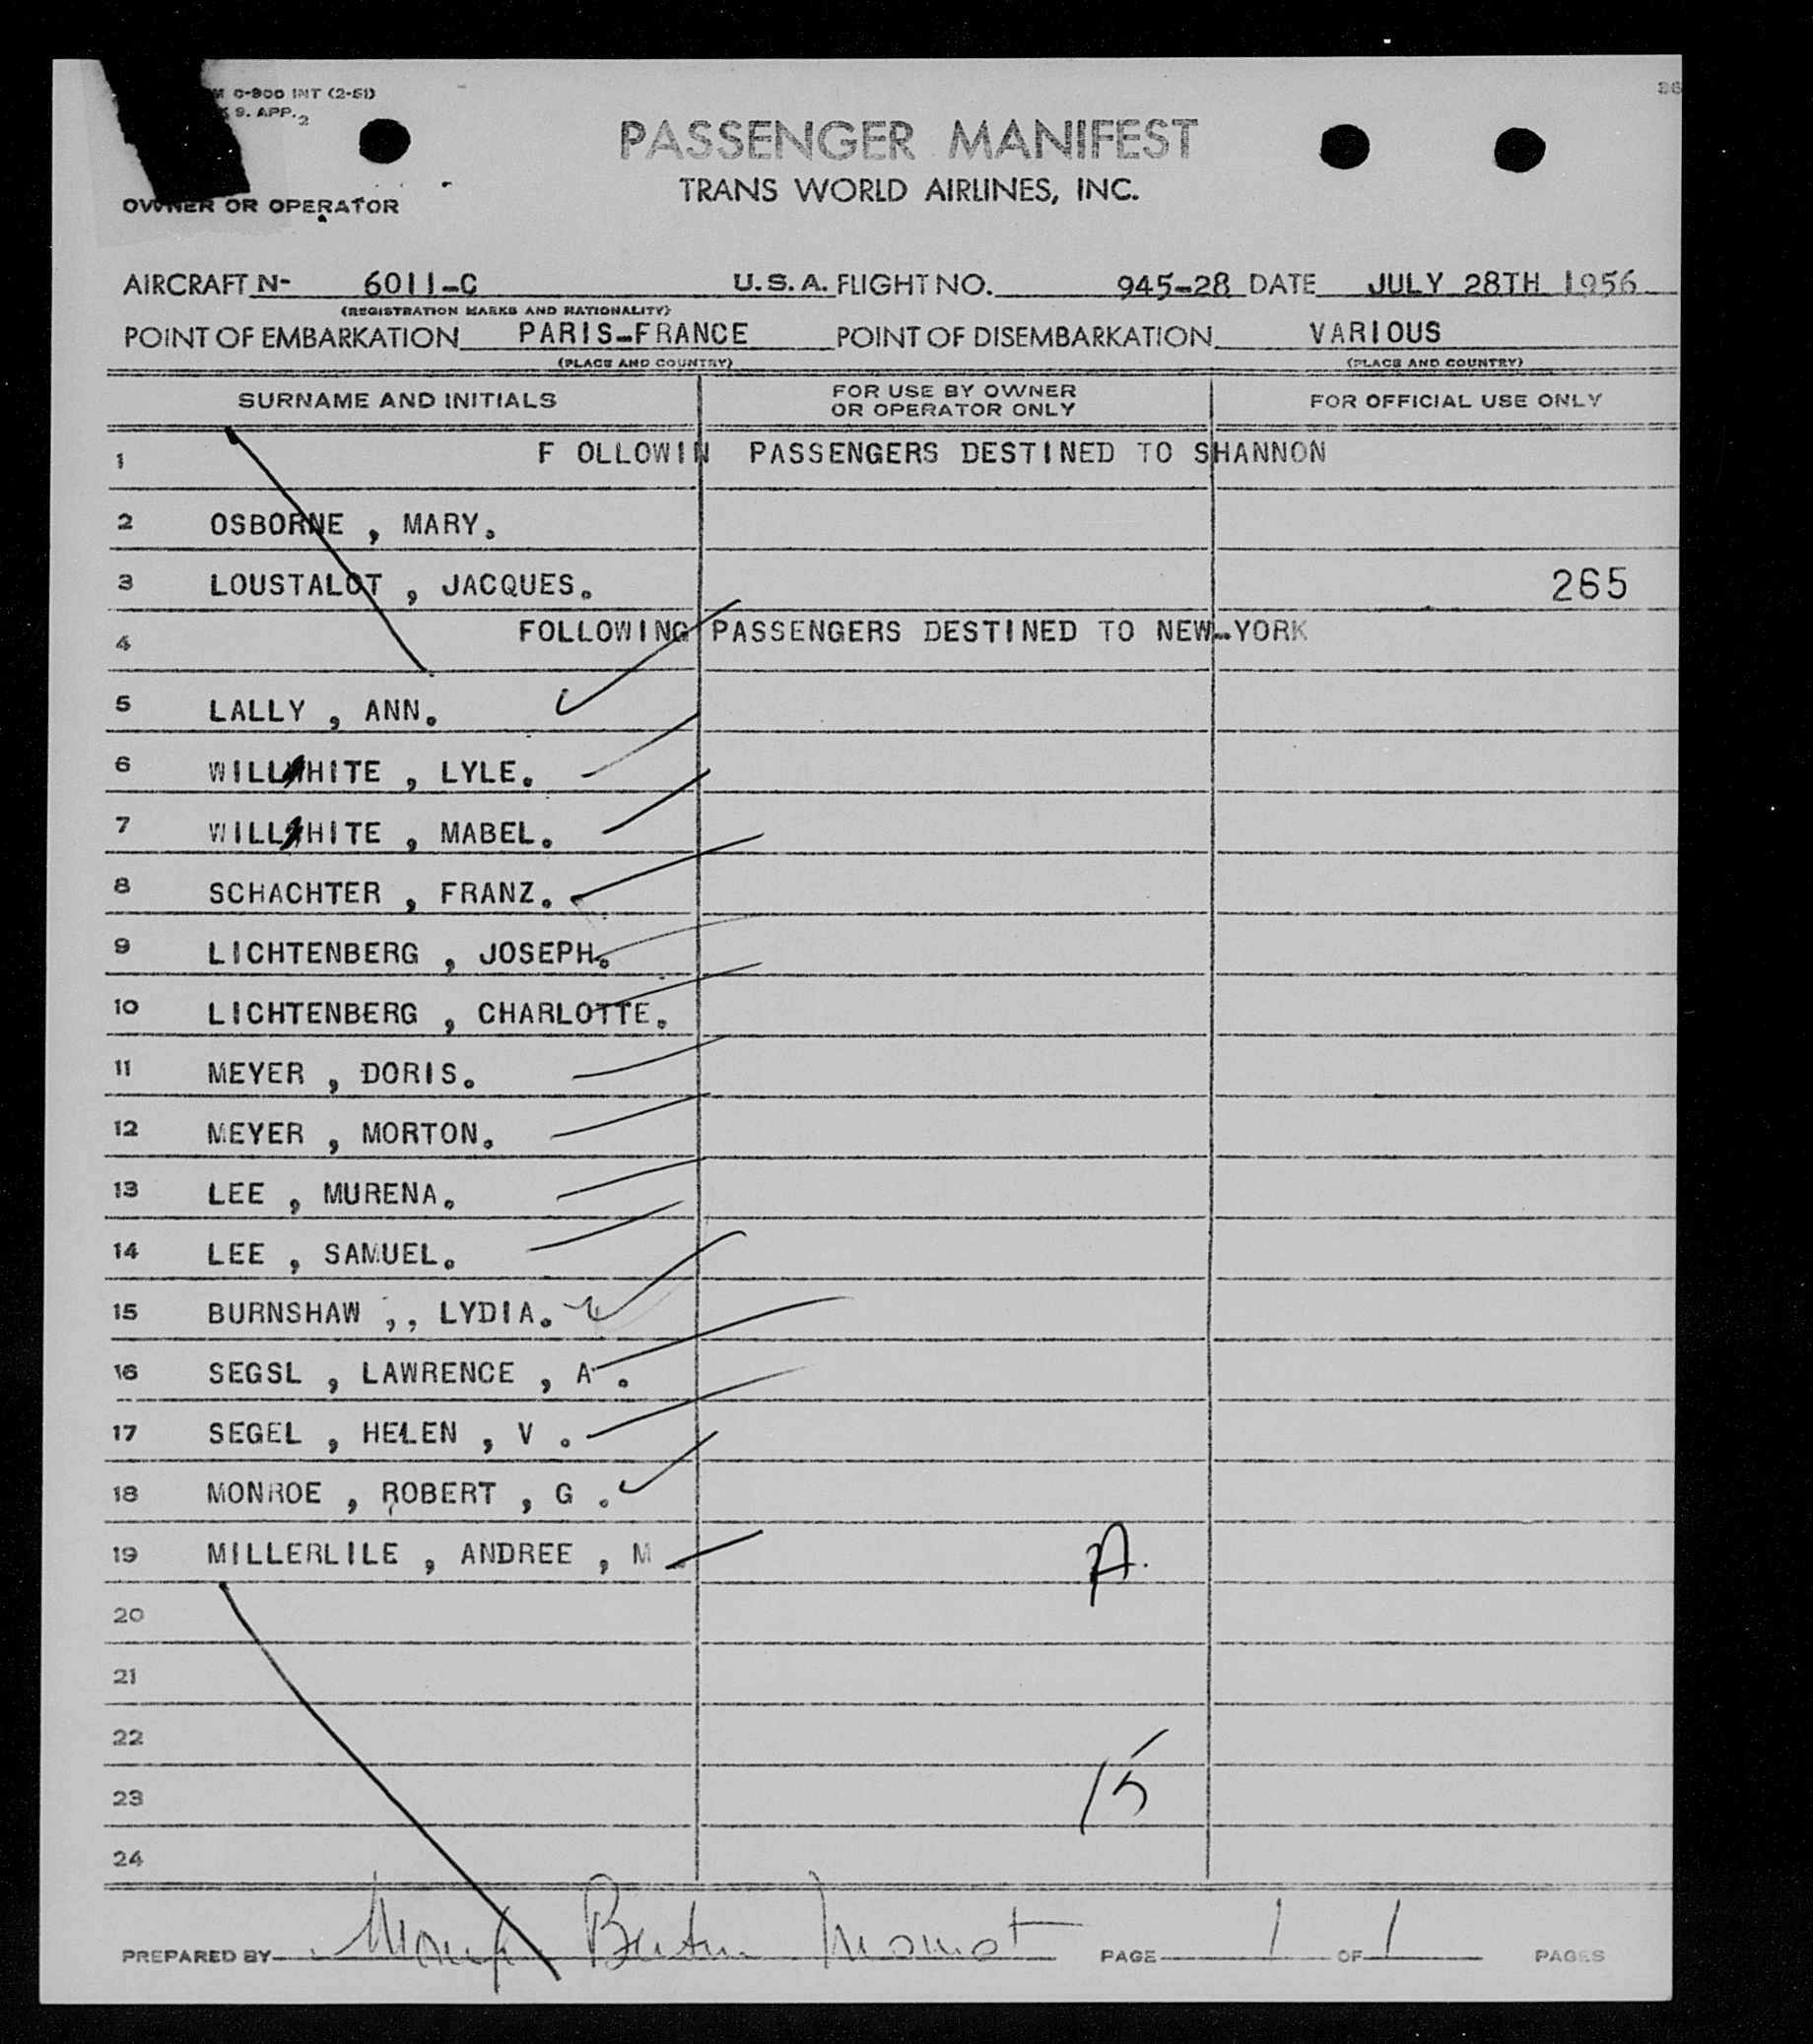 M C-800 INT (2-51)
S. APP. 2
PASSENGER MANIFEST
TRANS WORLD AIRLINES, INC.
OWNER OR OPERATOR
AIRCRAFT N- 6011-C U.S.A. FLIGHT NO. 945-28 DATE JULY 28TH 1956
(REGISTRATION MARKS AND NATIONALITY)
POINT OF EMBARKATION PARIS-FRANCE POINT OF DISEMBARKATION VARIOUS
(PLACE AND COUNTRY) (PLACE AND COUNTRY)
SURNAME AND INITIALS FOR USE BY OWNER OR OPERATOR ONLY FOR OFFICIAL USE ONLY
1 F OLLOWIN PASSENGERS DESTINED TO SHANNON
2 OSBORNE , MARY.
3 LOUSTALOT , JACQUES. 265
4 FOLLOWING PASSENGERS DESTINED TO NEW-YORK
5 LALLY , ANN.
6 WILLHITE , LYLE.
7 WILLHITE , MABEL.
8 SCHACHTER , FRANZ.
9 LICHTENBERG , JOSEPH.
10 LICHTENBERG , CHARLOTTE.
11 MEYER , DORIS.
12 MEYER , MORTON.
13 LEE , MURENA.
14 LEE , SAMUEL.
15 BURNSHAW ,, LYDIA.
16 SEGSL , LAWRENCE , A .
17 SEGEL , HELEN , V .
18 MONROE , ROBERT , G .
19 MILLERLILE , ANDREE , M A.
20
21
22
23 15
24
PREPARED BY PAGE 1 OF 1 PAGES